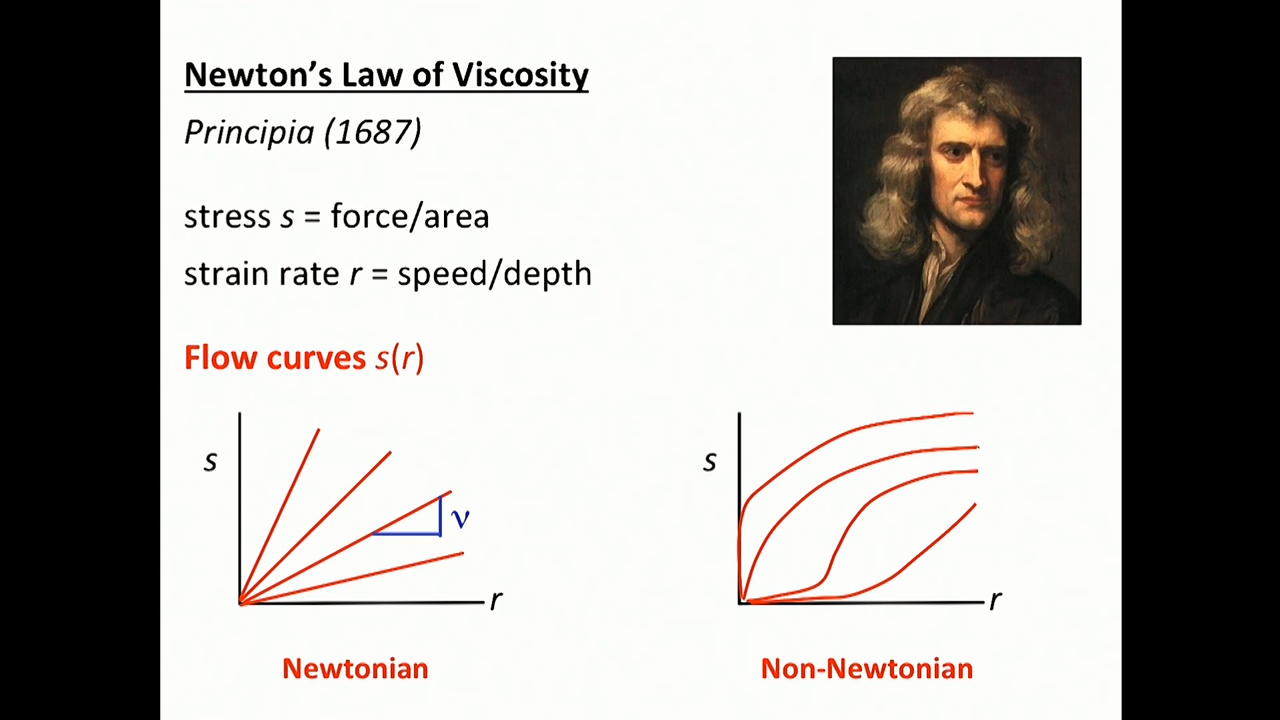 Newton’s Law of Viscosity
Principia (1687)
stress s = force/area
strain rate r = speed/depth
Flow curves s(r)
s
ν
r
Newtonian
s
r
Non-Newtonian